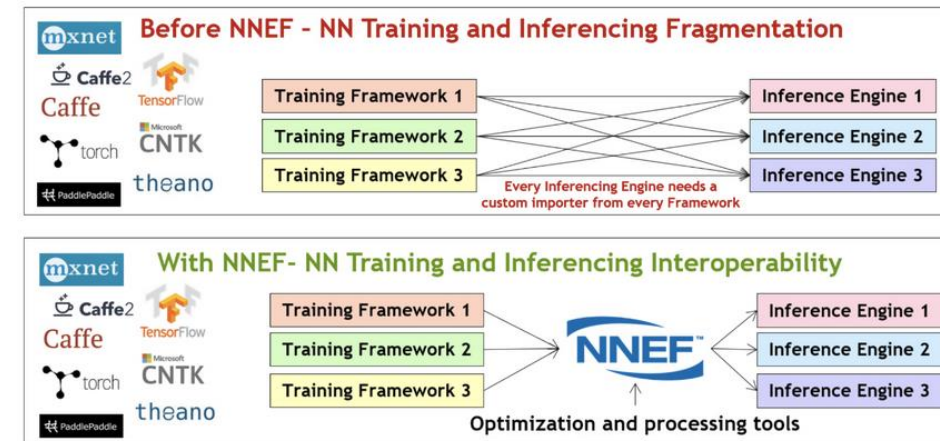 Before NNEF - NN Training and Inferencing Fragmentation
mxnet
Caffe2
TensorFlow
Caffe
Microsoft
CNTK
torch
theano
PaddlePaddle
Training Framework 1
Training Framework 2
Training Framework 3
Every Inferencing Engine needs a
custom importer from every Framework
Inference Engine 1
Inference Engine 2
Inference Engine 3
With NNEF- NN Training and Inferencing Interoperability
mxnet
Caffe2
TensorFlow
Caffe
Microsoft
CNTK
torch
theano
PaddlePaddle
Training Framework 1
Training Framework 2
Training Framework 3
NNEF™
Optimization and processing tools
Inference Engine 1
Inference Engine 2
Inference Engine 3